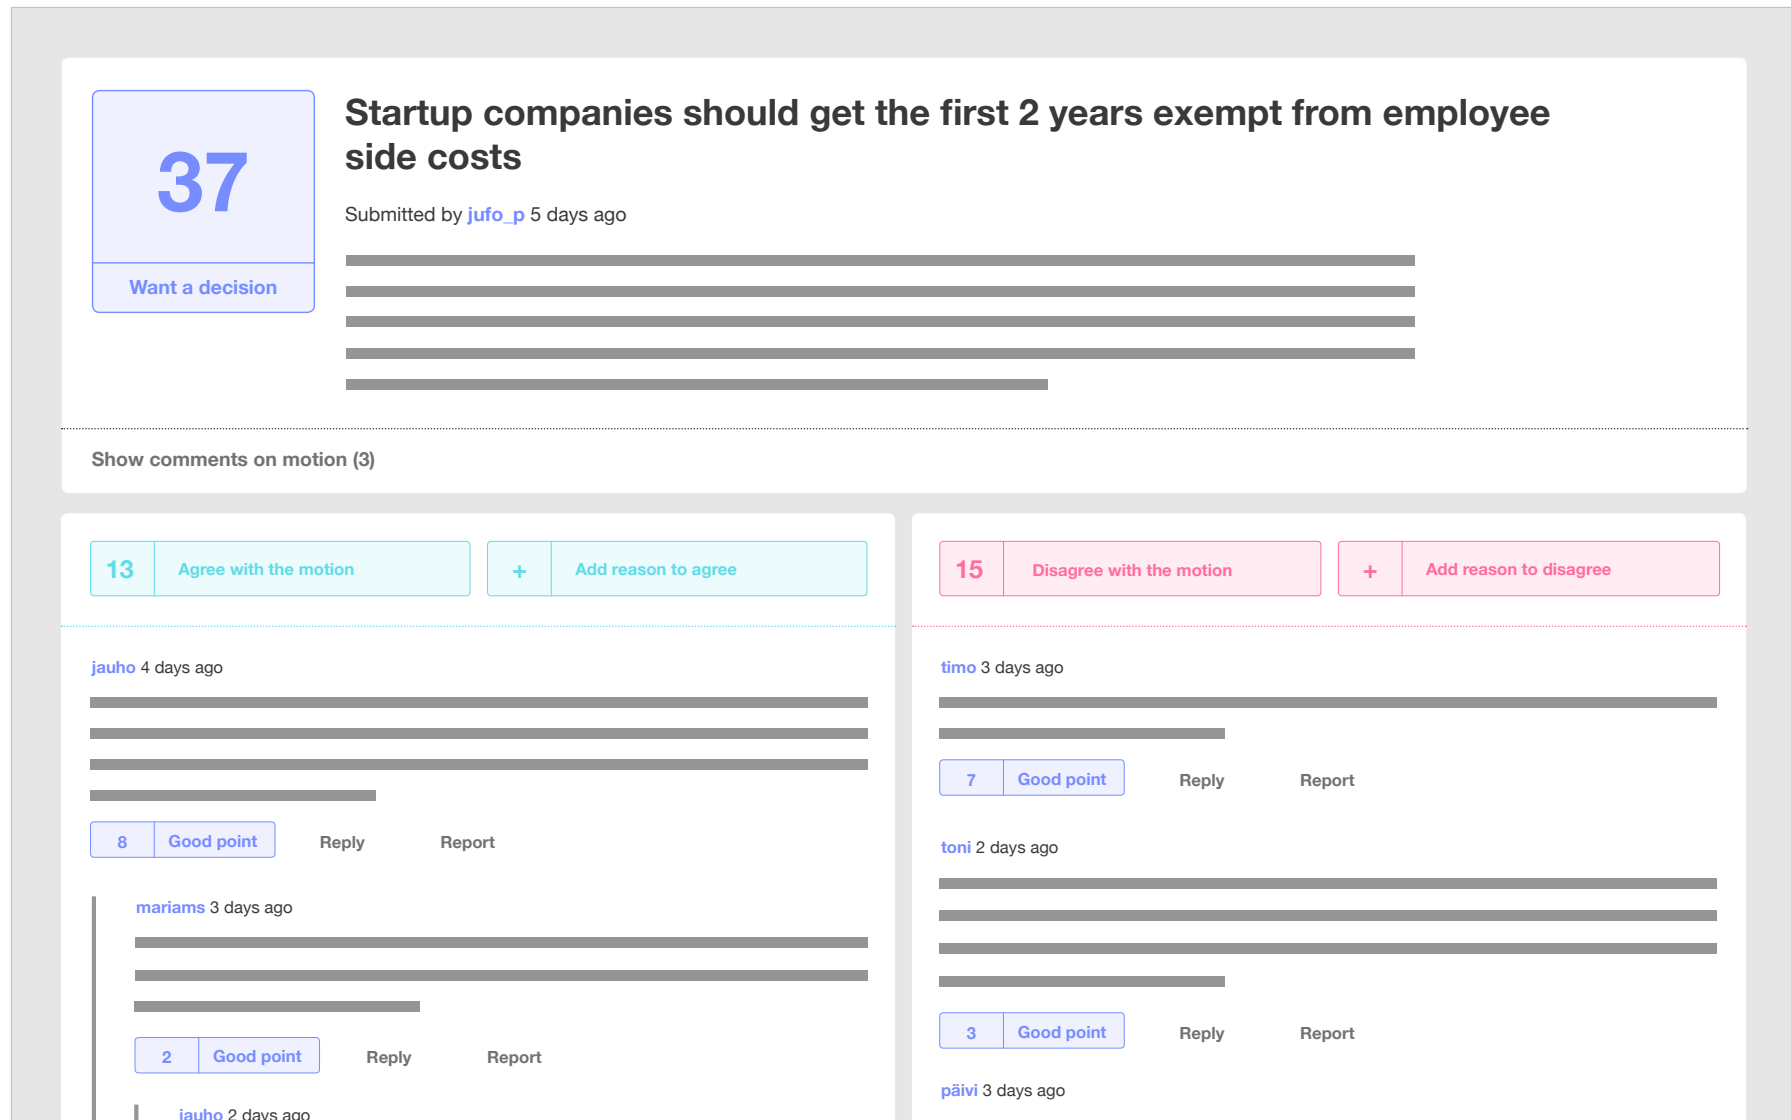 37
Want a decision
Startup companies should get the first 2 years exempt from employee
side costs
Submitted by jufo_p 5 days ago
Show comments on motion (3)
13 Agree with the motion
+ Add reason to agree
jauho 4 days ago
8 Good point Reply Report
mariams 3 days ago
2 Good point Reply Report
jauho 2 days ago
15 Disagree with the motion
+ Add reason to disagree
timo 3 days ago
7 Good point Reply Report
toni 2 days ago
3 Good point Reply Report
päivi 3 days ago